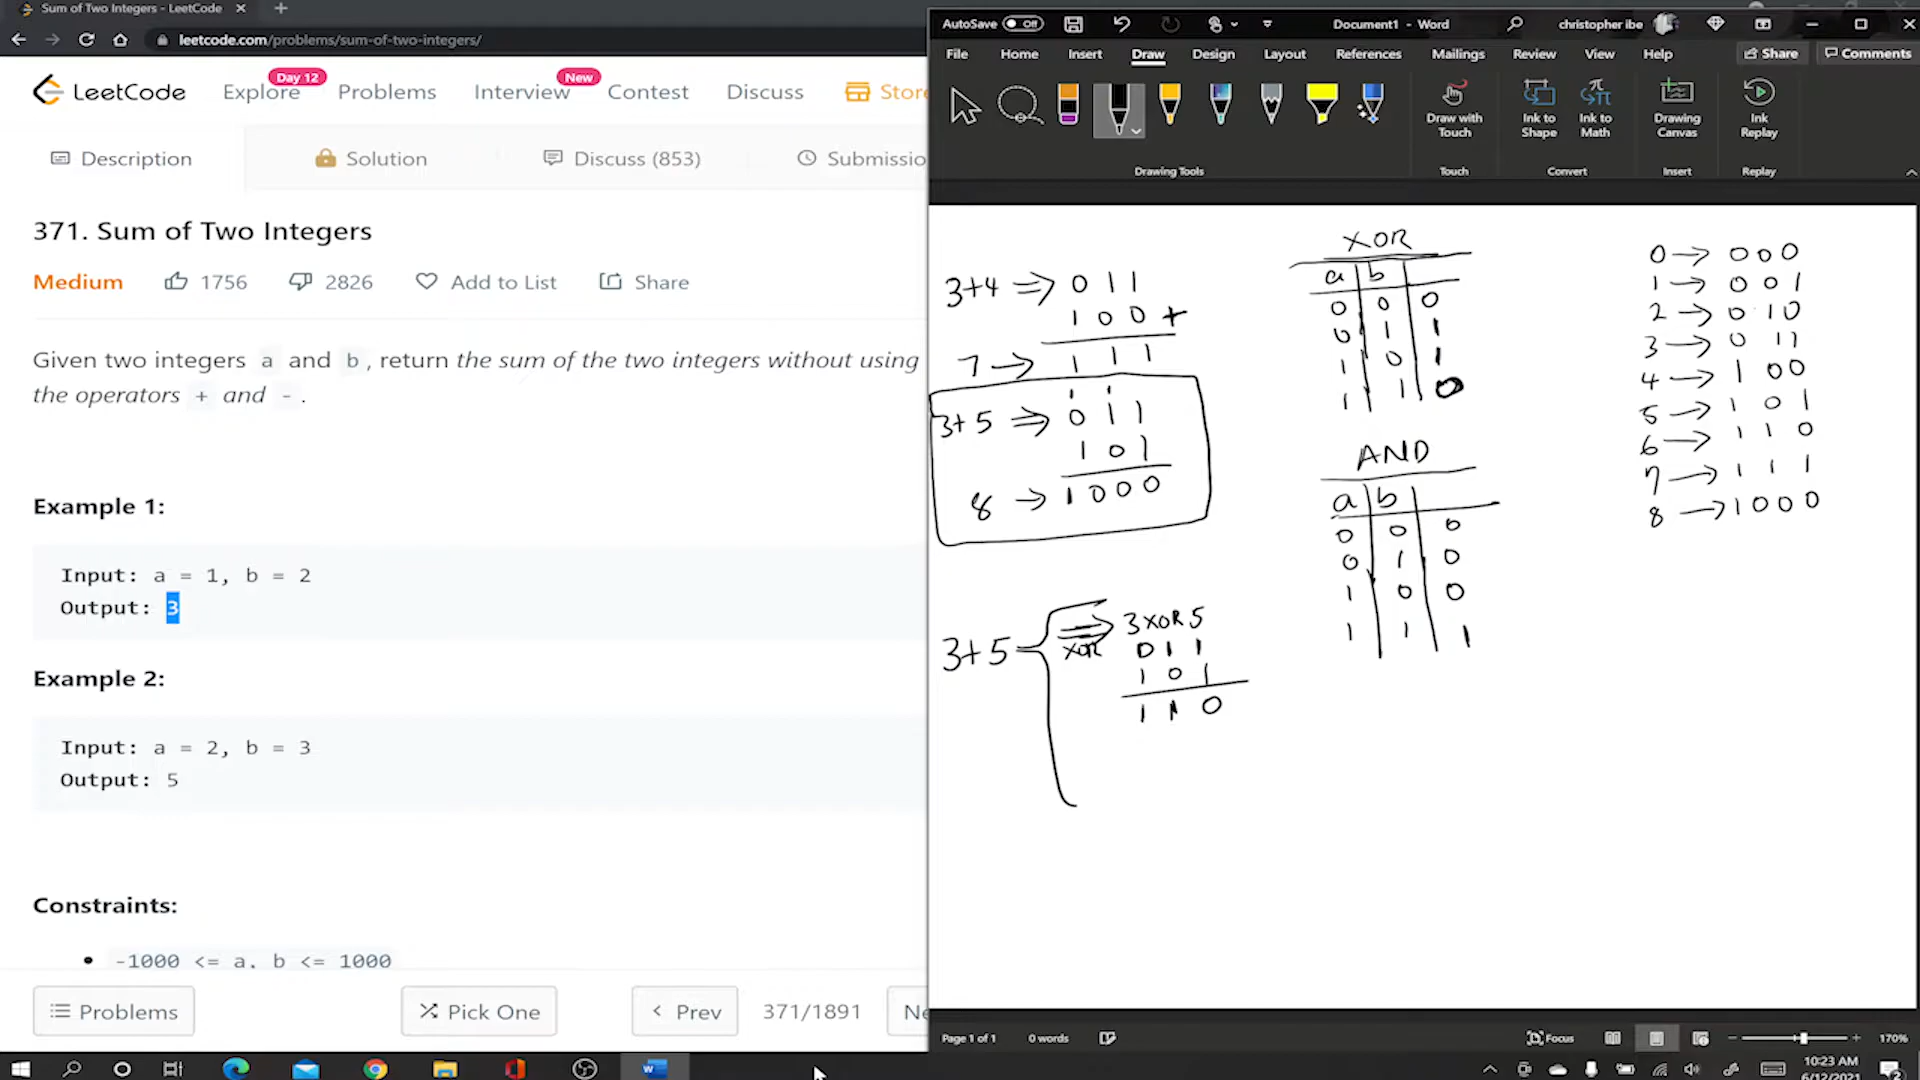 Sum of Two Integers - LeetCode
leetcode.com/problems/sum-of-two-integers/
LeetCode
Explore
Day 12
Problems
Interview
New
Contest
Discuss
Store
Description
Solution
Discuss (853)
Submissio
371. Sum of Two Integers
Medium
1756
2826
Add to List
Share
Given two integers a and b, return the sum of the two integers without using
the operators + and -.
Example 1:
Input: a = 1, b = 2
Output: 3
Example 2:
Input: a = 2, b = 3
Output: 5
Constraints:
-1000 <= a, b <= 1000
Problems
Pick One
Prev
371/1891
Ne
AutoSave Off
Document1 - Word
christopher ibe
File Home Insert Draw Design Layout References Mailings Review View Help Share Comments
Draw with Touch
Ink to Shape
Ink to Math
Drawing Canvas
Ink Replay
Drawing Tools
Touch
Convert
Insert
Replay
3+4 ⇒ 0 1 1
1 0 0 +
7 → 1 1 1
1 1
3+5 ⇒ 0 1 1
1 0 1
8 → 1 0 0 0
3+5
XOR
⇒ 3 XOR 5
0 1 1
1 0 1
1 1 0
XOR
a b
0 0 0
0 1 1
1 0 1
1 1 0
AND
a b
0 0 0
0 1 0
1 0 0
1 1 1
0 → 0 0 0
1 → 0 0 1
2 → 0 1 0
3 → 0 1 1
4 → 1 0 0
5 → 1 0 1
6 → 1 1 0
7 → 1 1 1
8 → 1 0 0 0
Page 1 of 1
0 words
Focus
170%
10:23 AM
6/12/2021
2